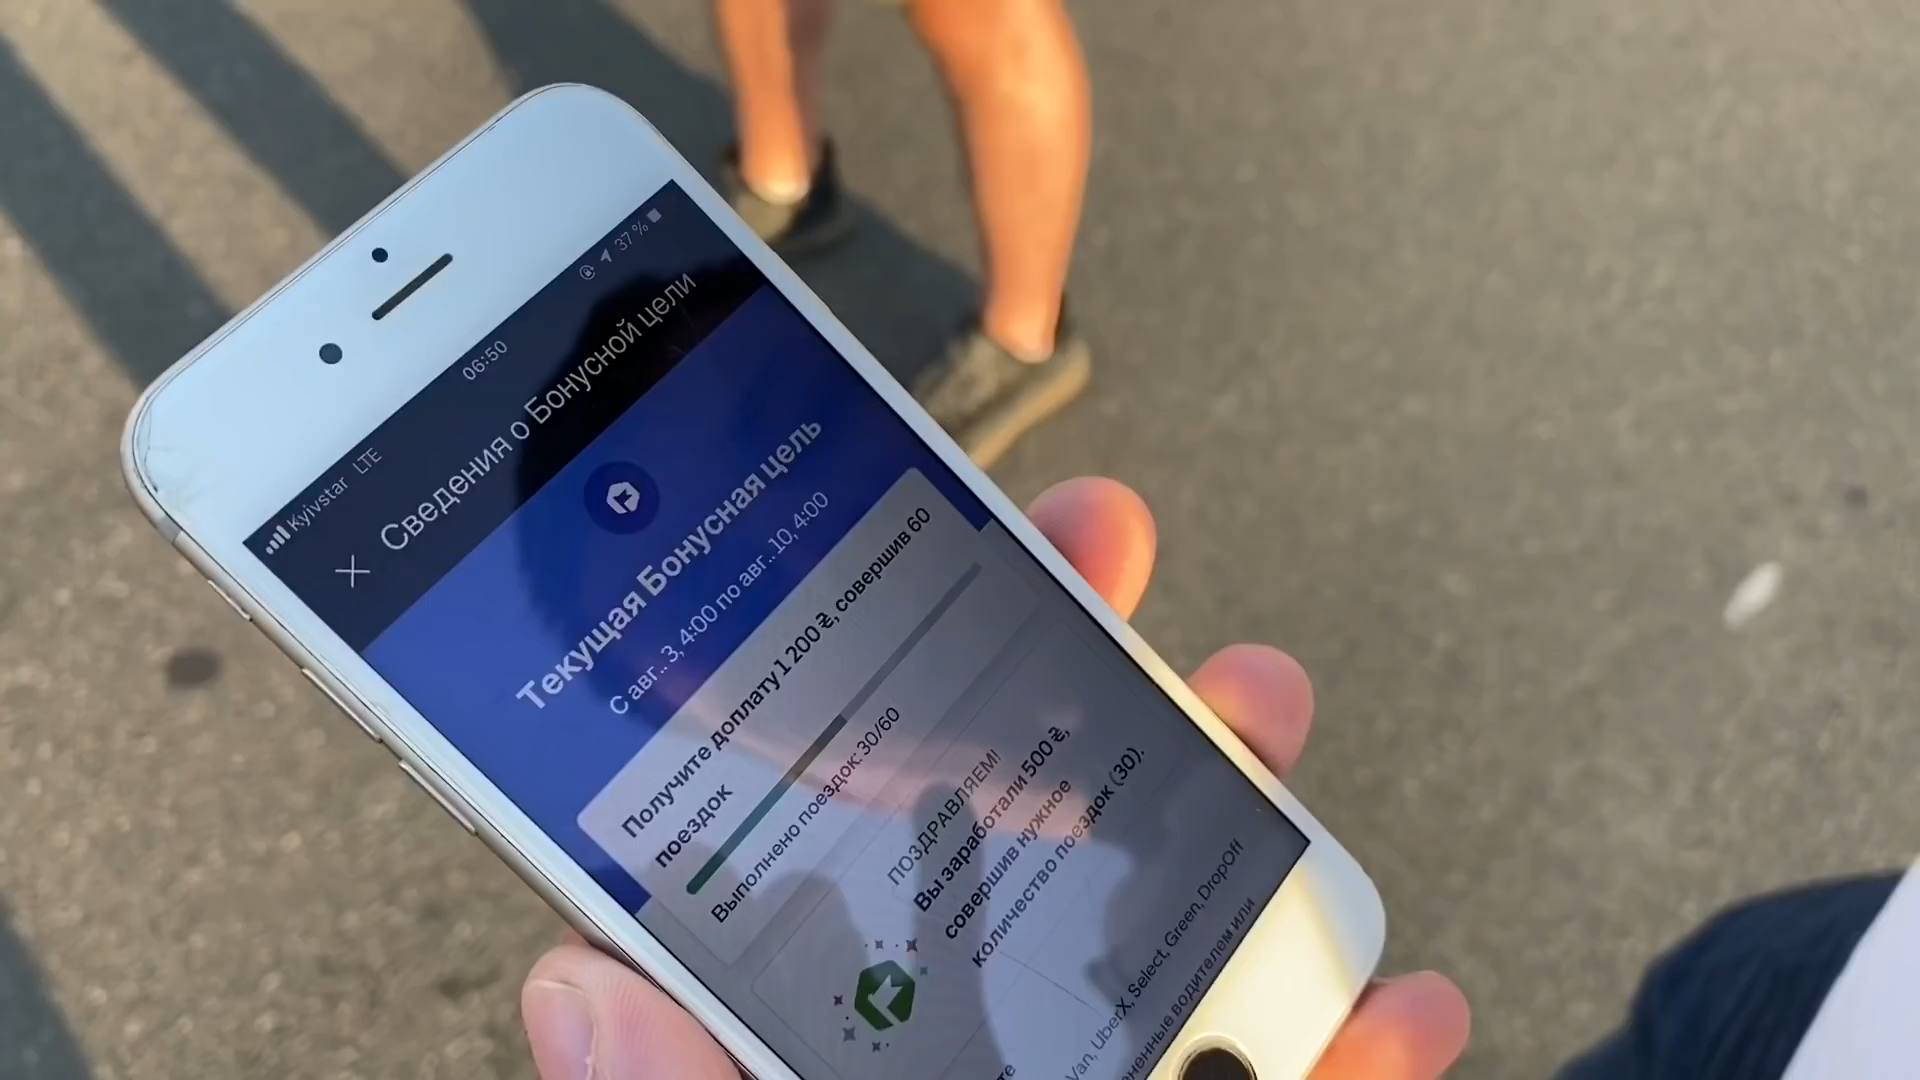 Kyivstar LTE 06:50 37 %
Сведения о Бонусной цели
Текущая Бонусная цель
С авг.. 3, 4:00 по авг.. 10, 4:00
Получите доплату 1 200 ₴, совершив 60
поездок
Выполнено поездок: 30/60
ПОЗДРАВЛЯЕМ!
Вы заработали 500 ₴,
совершив нужное
количество поездок (30).
Van, UberX, Select, Green, DropOff
водителем или